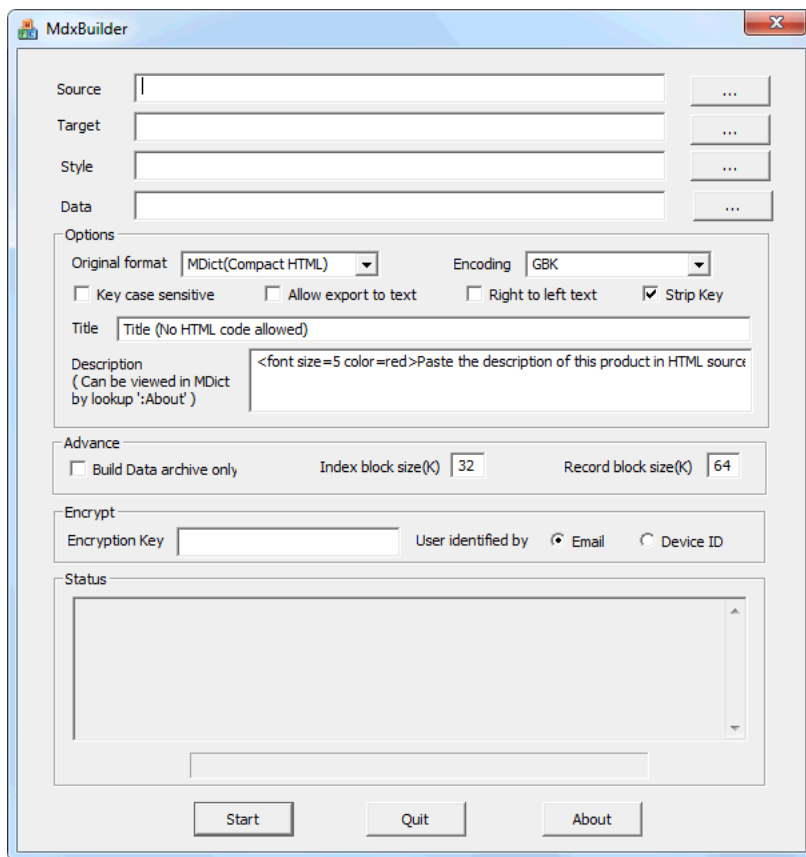 MdxBuilder
Source ...
Target ...
Style ...
Data ...
Options
Original format MDict(Compact HTML) Encoding GBK
Key case sensitive Allow export to text Right to left text Strip Key
Title Title (No HTML code allowed)
Description
( Can be viewed in MDict
by lookup ':About' )
<font size=5 color=red>Paste the description of this product in HTML source
Advance
Build Data archive only Index block size(K) 32 Record block size(K) 64
Encrypt
Encryption Key User identified by Email Device ID
Status
Start Quit About